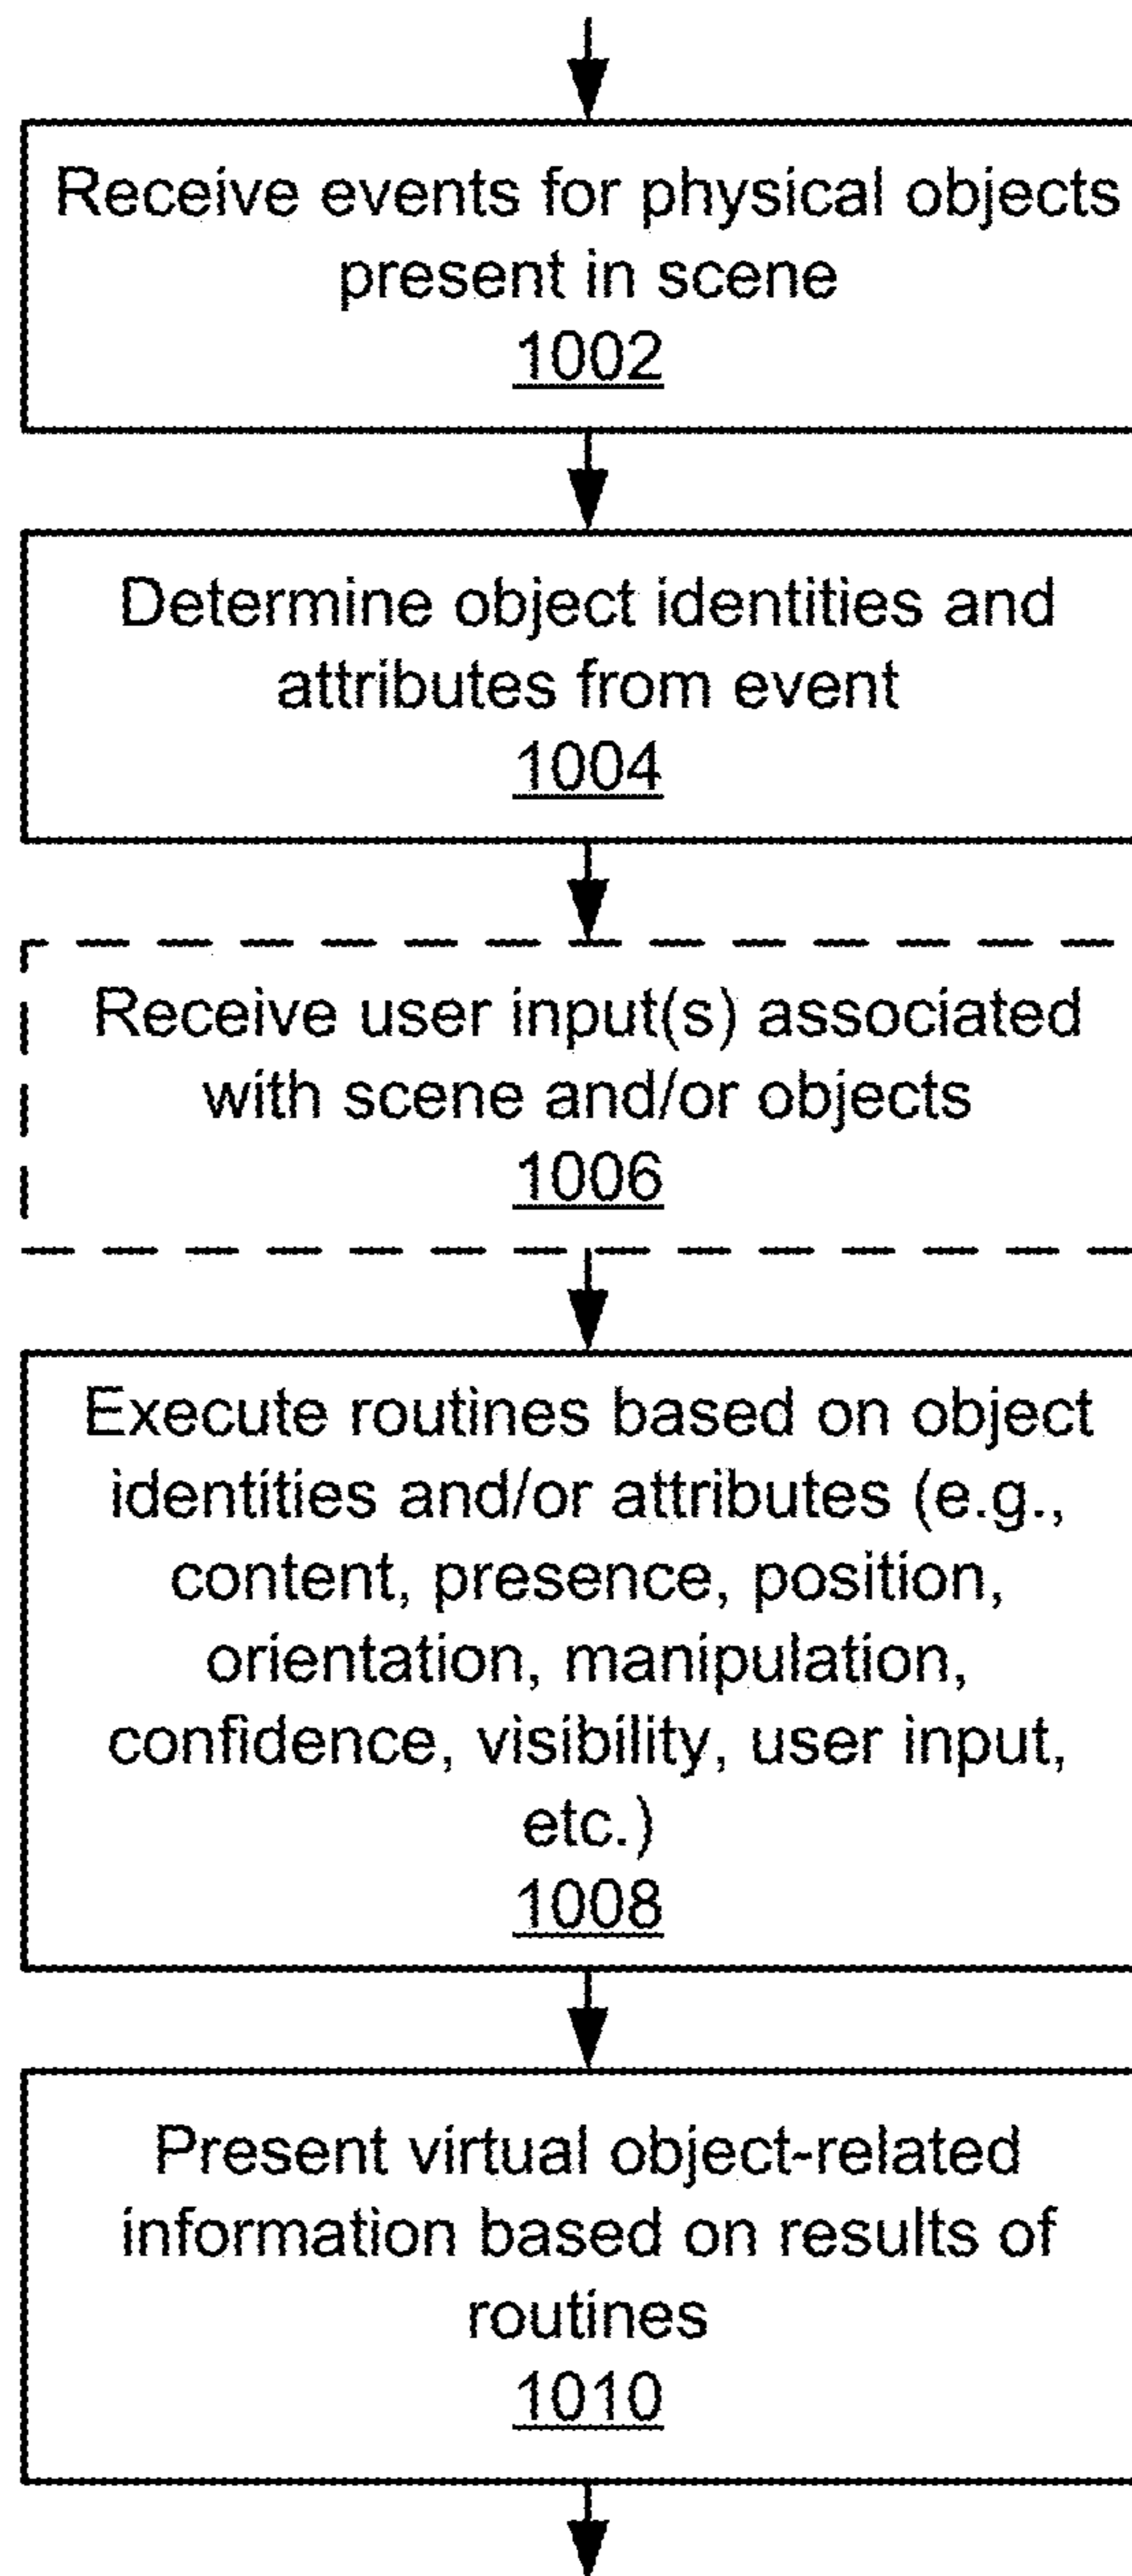 Receive events for physical objects
present in scene
1002
Determine object identities and
attributes from event
1004
Receive user input(s) associated
with scene and/or objects
1006
Execute routines based on object
identities and/or attributes (e.g.,
content, presence, position,
orientation, manipulation,
confidence, visibility, user input,
etc.)
1008
Present virtual object-related
information based on results of
routines
1010